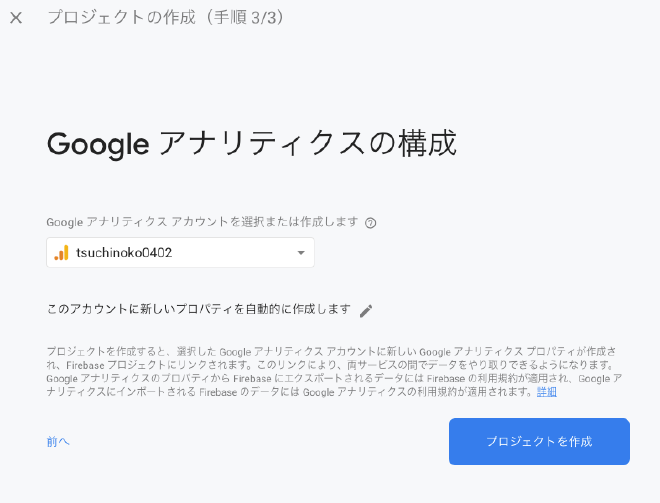 プロジェクトの作成（手順 3/3）
Google アナリティクスの構成
Google アナリティクス アカウントを選択または作成します
tsuchinoko0402
このアカウントに新しいプロパティを自動的に作成します
プロジェクトを作成すると、選択した Google アナリティクス アカウントに新しい Google アナリティクス プロパティが作成さ
れ、Firebase プロジェクトにリンクされます。このリンクにより、両サービスの間でデータをやり取りできるようになります。
Google アナリティクスのプロパティから Firebase にエクスポートされるデータには Firebase の利用規約が適用され、Google ア
ナリティクスにインポートされる Firebase のデータには Google アナリティクスの利用規約が適用されます。詳細
前へ
プロジェクトを作成